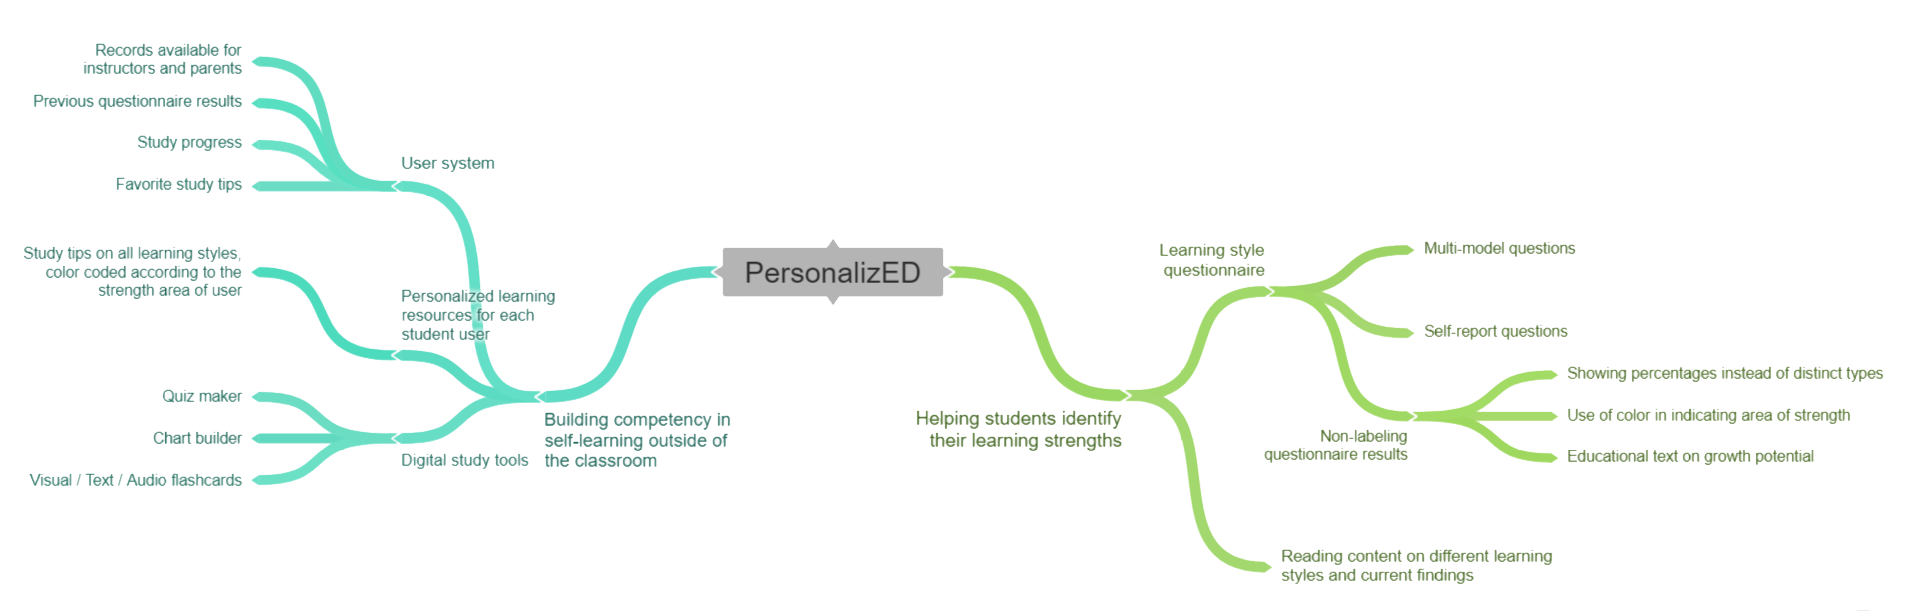 PersonalizED
Records available for
instructors and parents
Previous questionnaire results
Study progress
Favorite study tips
User system
Study tips on all learning styles,
color coded according to the
strength area of user
Personalized learning
resources for each
student user
Quiz maker
Chart builder
Visual / Text / Audio flashcards
Digital study tools
Building competency in
self-learning outside of
the classroom
Helping students identify
their learning strengths
Learning style
questionnaire
Multi-model questions
Self-report questions
Non-labeling
questionnaire results
Showing percentages instead of distinct types
Use of color in indicating area of strength
Educational text on growth potential
Reading content on different learning
styles and current findings